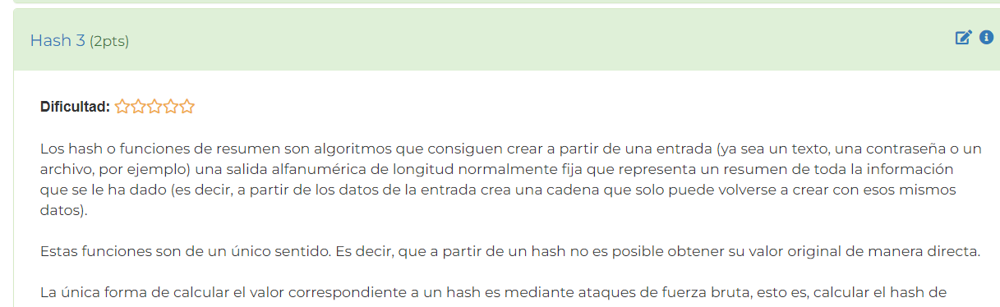 Hash 3 (2pts)
Dificultad:
Los hash o funciones de resumen son algoritmos que consiguen crear a partir de una entrada (ya sea un texto, una contraseña o un
archivo, por ejemplo) una salida alfanumérica de longitud normalmente fija que representa un resumen de toda la información
que se le ha dado (es decir, a partir de los datos de la entrada crea una cadena que solo puede volverse a crear con esos mismos
datos).
Estas funciones son de un único sentido. Es decir, que a partir de un hash no es posible obtener su valor original de manera directa.
La única forma de calcular el valor correspondiente a un hash es mediante ataques de fuerza bruta, esto es, calcular el hash de